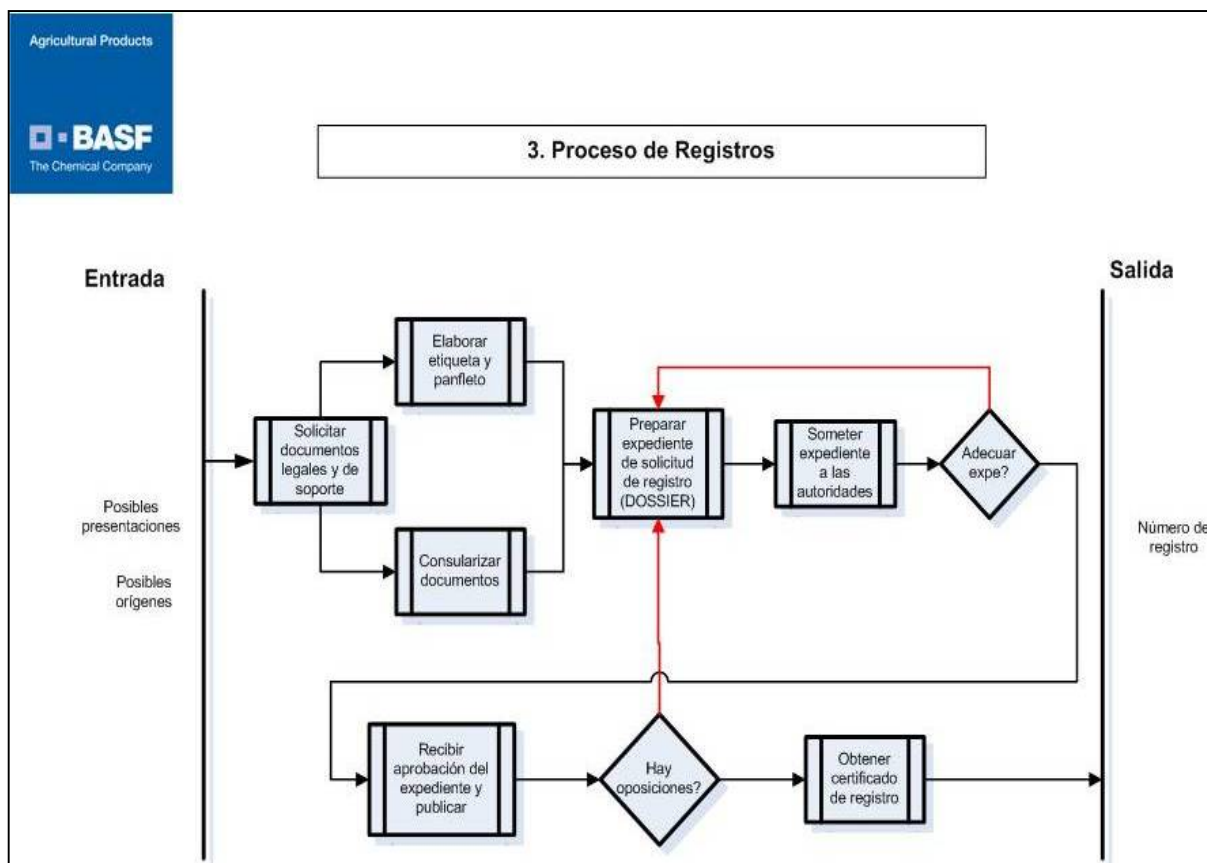 Agricultural Products
BASF
The Chemical Company
3. Proceso de Registros
Entrada
Salida
Elaborar
etiqueta y
panfleto
Solicitar
documentos
legales y de
soporte
Preparar
expediente
de solicitud
de registro
(DOSSIER)
Someter
expediente
a las
autoridades
Adecuar
expe?
Posibles
presentaciones
Consularizar
documentos
Número de
registro
Posibles
orígenes
Recibir
aprobación del
expediente y
publicar
Hay
oposiciones?
Obtener
certificado
de registro